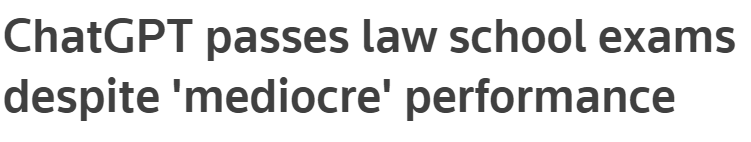 ChatGPT passes law school exams
despite 'mediocre' performance